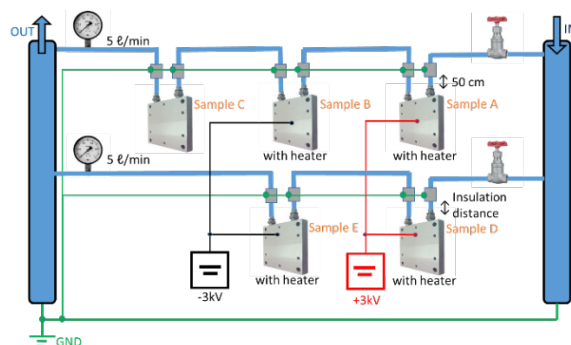 OUT
IN
5 ℓ/min
50 cm
Sample C
Sample B
Sample A
with heater
with heater
5 ℓ/min
Insulation
distance
Sample E
Sample D
with heater
with heater
-3kV
+3kV
GND